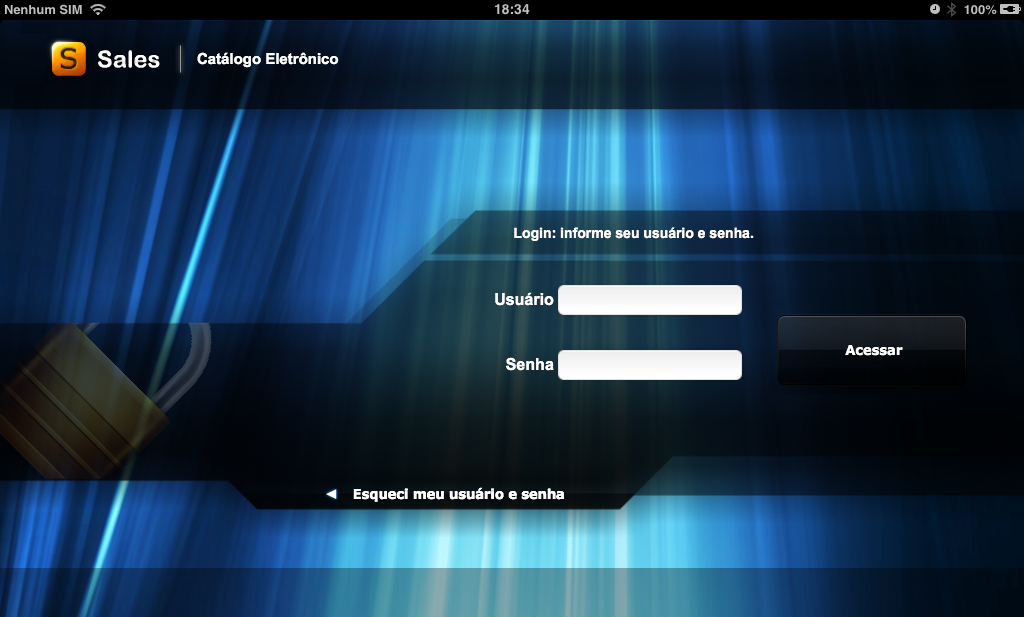 Nenhum SIM 18:34 100%
S Sales Catálogo Eletrônico
Login: informe seu usuário e senha.
Usuário
Senha
Acessar
Esqueci meu usuário e senha